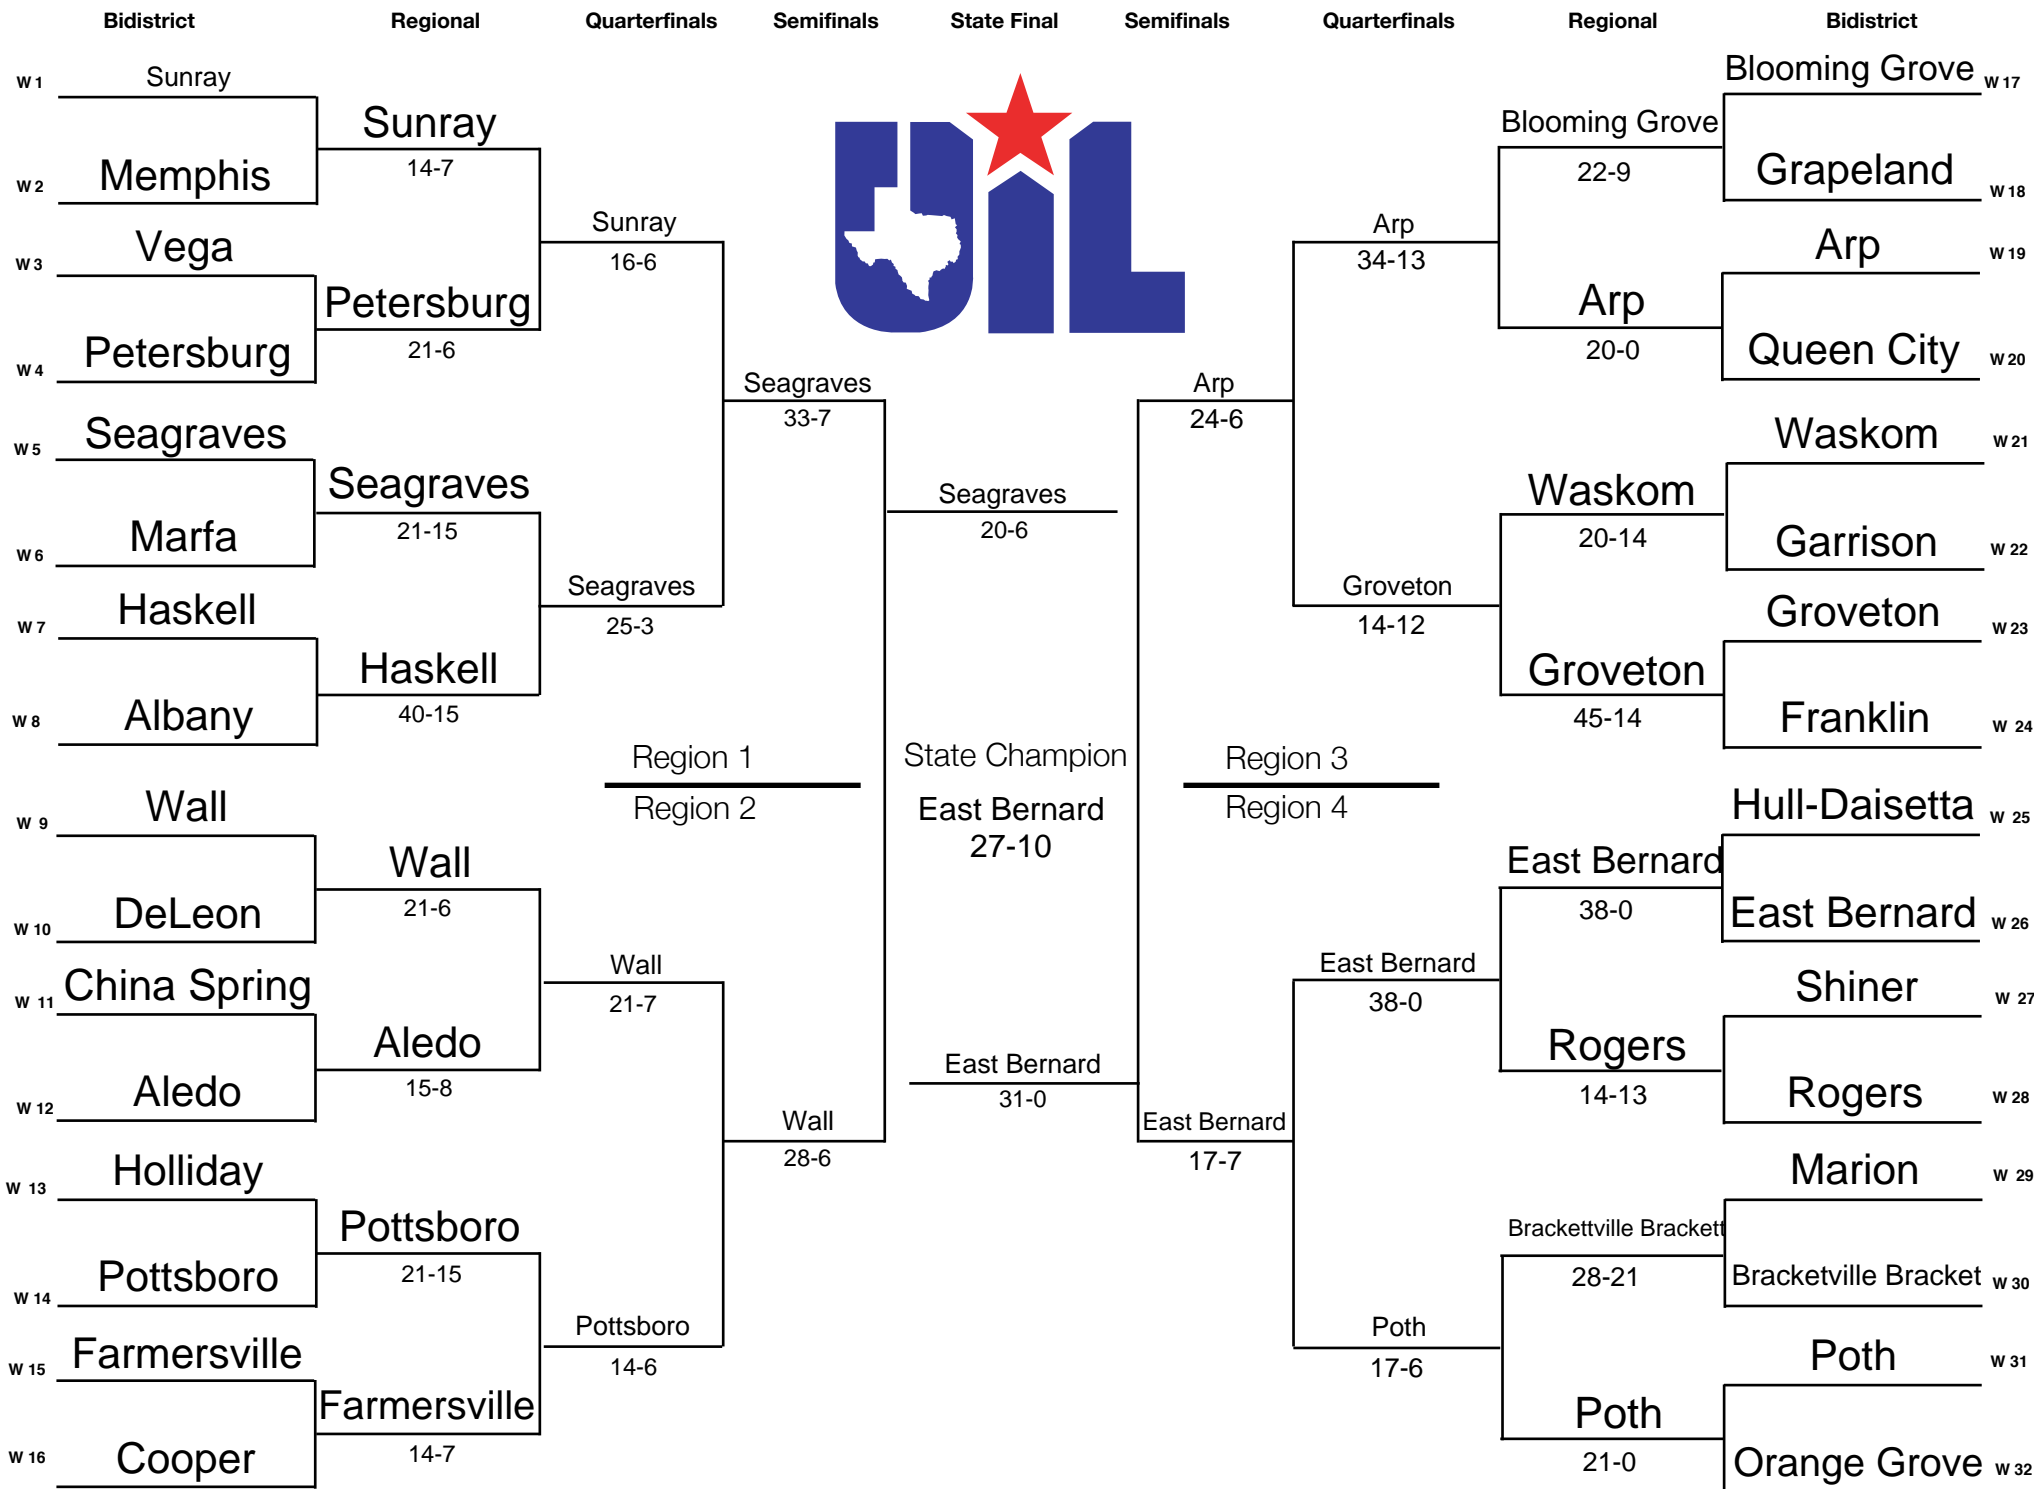 Bidistrict Regional Quarterfinals Semifinals State Final Semifinals Quarterfinals Regional Bidistrict
W 1 Sunray
W 2 Memphis
W 3 Vega
W 4 Petersburg
W 5 Seagraves
W 6 Marfa
W 7 Haskell
W 8 Albany
W 9 Wall
W 10 DeLeon
W 11 China Spring
W 12 Aledo
W 13 Holliday
W 14 Pottsboro
W 15 Farmersville
W 16 Cooper
Sunray
14-7
Petersburg
21-6
Seagraves
21-15
Haskell
40-15
Wall
21-6
Aledo
15-8
Pottsboro
21-15
Farmersville
14-7
Sunray
16-6
Seagraves
25-3
Wall
21-7
Pottsboro
14-6
Seagraves
33-7
Wall
28-6
Region 1
Region 2
UIL
Seagraves
20-6
State Champion
East Bernard
27-10
East Bernard
31-0
Arp
24-6
East Bernard
17-7
Region 3
Region 4
Arp
34-13
Groveton
14-12
East Bernard
38-0
Poth
17-6
Blooming Grove
22-9
Arp
20-0
Waskom
20-14
Groveton
45-14
East Bernard
38-0
Rogers
14-13
Brackettville Brackett
28-21
Poth
21-0
Blooming Grove W 17
Grapeland W 18
Arp W 19
Queen City W 20
Waskom W 21
Garrison W 22
Groveton W 23
Franklin W 24
Hull-Daisetta W 25
East Bernard W 26
Shiner W 27
Rogers W 28
Marion W 29
Bracketville Bracket W 30
Poth W 31
Orange Grove W 32